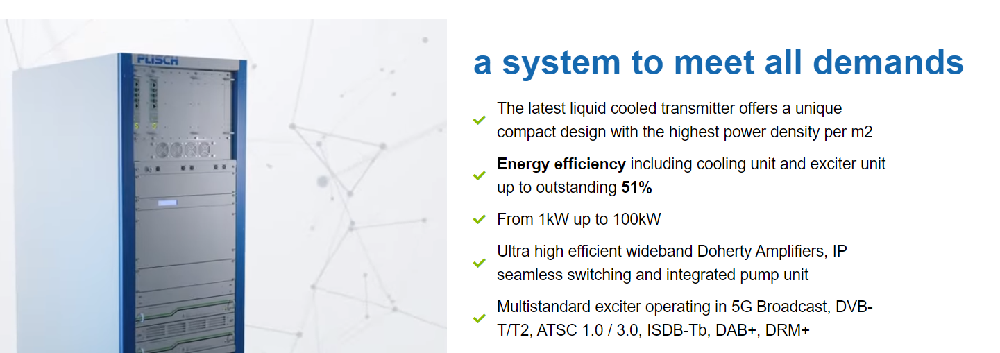 PLISCH
a system to meet all demands
The latest liquid cooled transmitter offers a unique
compact design with the highest power density per m2
Energy efficiency including cooling unit and exciter unit
up to outstanding 51%
From 1kW up to 100kW
Ultra high efficient wideband Doherty Amplifiers, IP
seamless switching and integrated pump unit
Multistandard exciter operating in 5G Broadcast, DVB-
T/T2, ATSC 1.0 / 3.0, ISDB-Tb, DAB+, DRM+